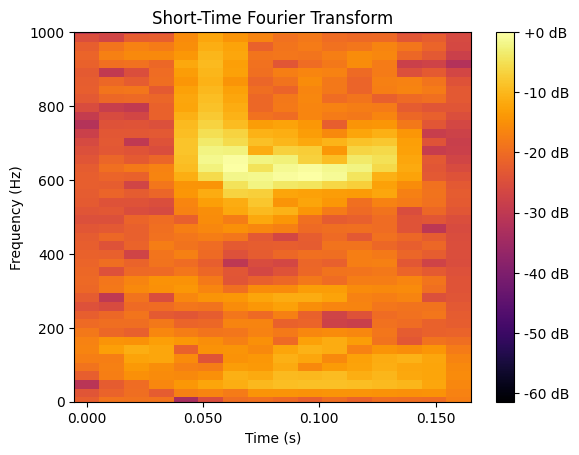 Short-Time Fourier Transform
1000
800
600
400
200
0
Frequency (Hz)
0.000
0.050
0.100
0.150
Time (s)
+0 dB
-10 dB
-20 dB
-30 dB
-40 dB
-50 dB
-60 dB